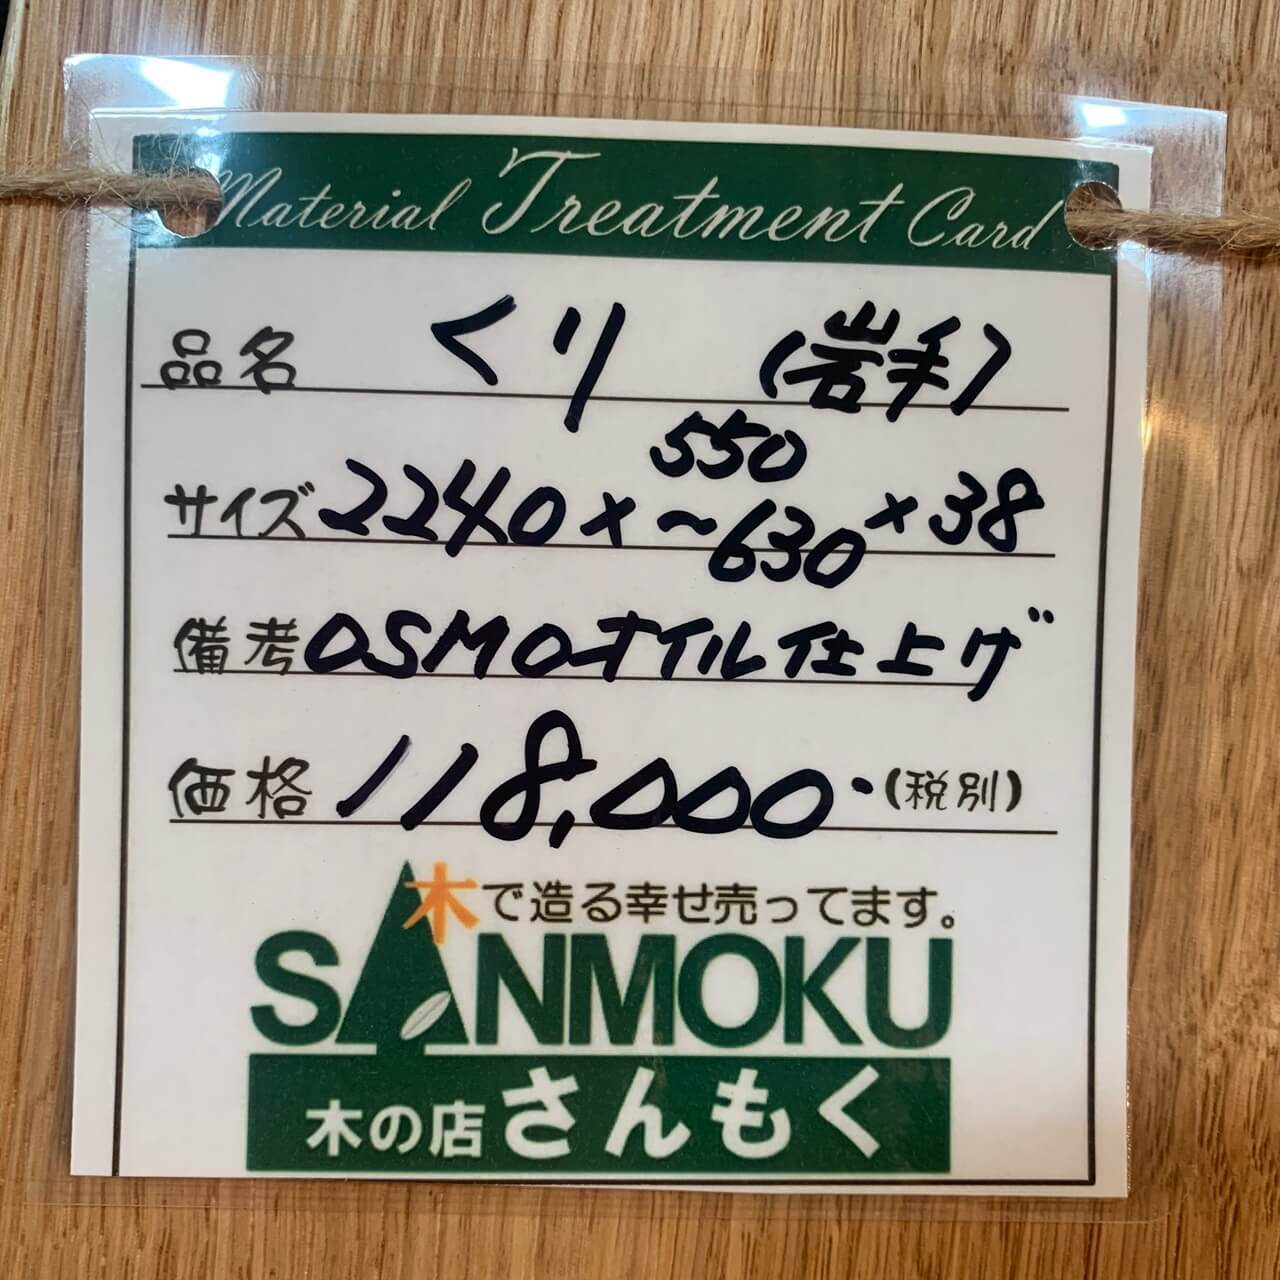 Material Treatment Card
品名 くり (岩手)
サイズ 2240 × 550~630 × 38
備考 OSMOオイル仕上げ
価格 118,000.(税別)
木で造る幸せ売ってます。
SANMOKU
木の店 さんもく